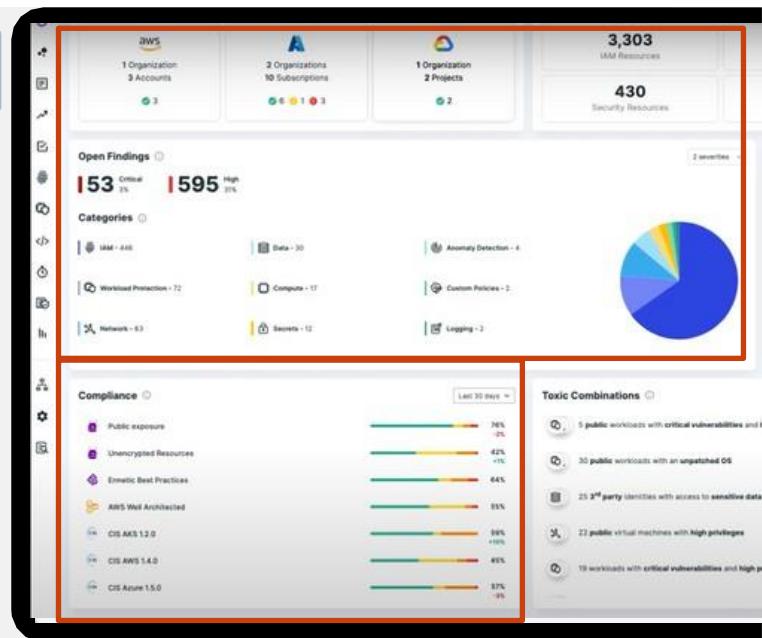 aws
1 Organization
3 Accounts
3
2 Organizations
10 Subscriptions
6 1 3
1 Organization
2 Projects
2
3,303
IAM Resources
430
Security Resources
Open Findings
2 severities
53 Critical
595 High
Categories
IAM - 446
Data - 30
Anomaly Detection - 4
Workload Protection - 72
Compute - 17
Custom Policies - 2
Network - 63
Secrets - 12
Logging - 2
Compliance
Last 30 days
Public exposure 76%
-2%
Unencrypted Resources 42%
+1%
Ermetic Best Practices 64%
AWS Well Architected 55%
CIS AKS 1.2.0
+10%
CIS AWS 1.4.0 45%
CIS Azure 1.5.0 57%
Toxic Combinations
5 public workloads with critical vulnerabilities and
30 public workloads with an unpatched OS
25 3rd party identities with access to sensitive data
22 public virtual machines with high privileges
19 workloads with critical vulnerabilities and high